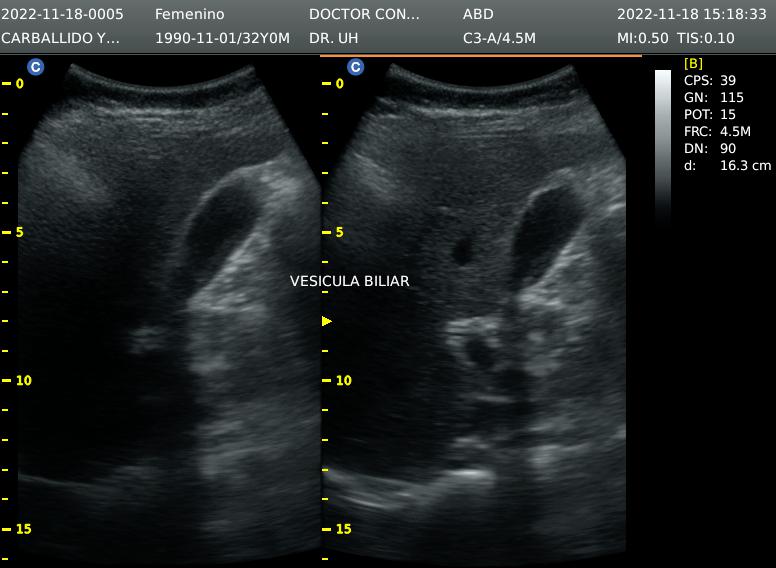 2022-11-18-0005 Femenino DOCTOR CON... ABD 2022-11-18 15:18:33
CARBALLIDO Y... 1990-11-01/32Y0M DR. UH C3-A/4.5M MI:0.50 TIS:0.10
C C [B]
0 0 CPS: 39
GN: 115
POT: 15
FRC: 4.5M
DN: 90
d: 16.3 cm
5 5
VESICULA BILIAR
10 10
15 15